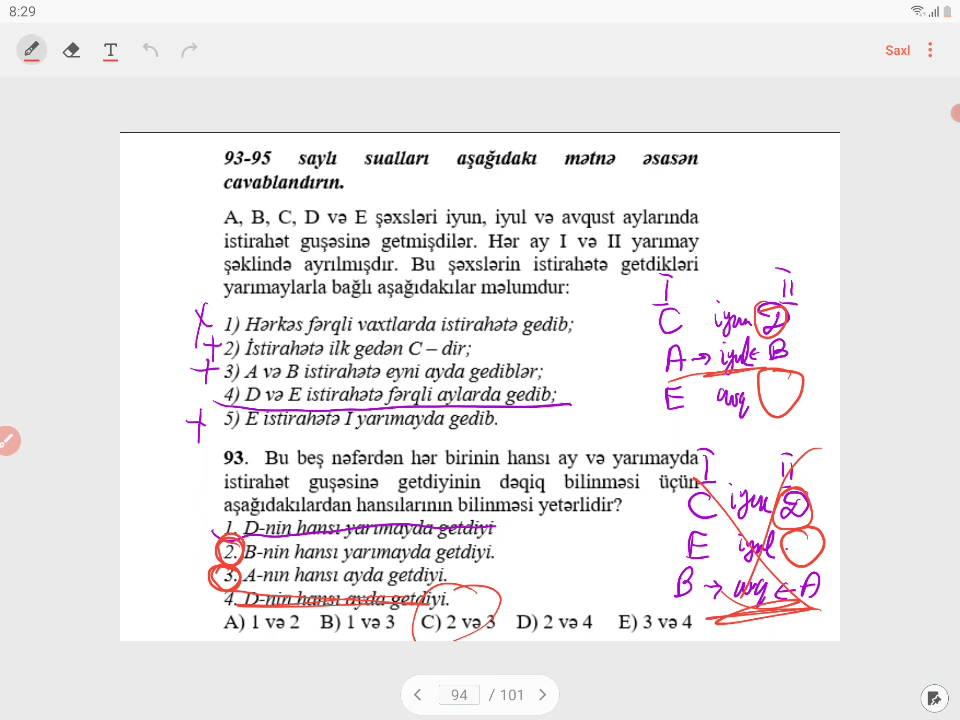 8:29
T
Saxl
93-95 saylı sualları aşağıdakı mətnə əsasən
cavablandırın.
A, B, C, D və E şəxsləri iyun, iyul və avqust aylarında
istirahət guşəsinə getmişdilər. Hər ay I və II yarımay
şəklində ayrılmışdır. Bu şəxslərin istirahətə getdikləri
yarımaylarla bağlı aşağıdakılar məlumdur:
1) Hərkəs fərqli vaxtlarda istirahətə gedib;
2) İstirahətə ilk gedən C – dir;
3) A və B istirahətə eyni ayda gediblər;
4) D və E istirahətə fərqli aylarda gedib;
5) E istirahətə I yarımayda gedib.
I II
C iyun D
A → iyul ← B
E avq
93. Bu beş nəfərdən hər birinin hansı ay və yarımayda
istirahət guşəsinə getdiyinin dəqiq bilinməsi üçün
aşağıdakılardan hansılarının bilinməsi yetərlidir?
1. D-nin hansı yarımayda getdiyi
2. B-nin hansı yarımayda getdiyi.
3. A-nın hansı ayda getdiyi.
4. D-nin hansı ayda getdiyi.
A) 1 və 2 B) 1 və 3 C) 2 və 3 D) 2 və 4 E) 3 və 4
I II
C iyun D
E iyul
B → avq ← A
94 / 101